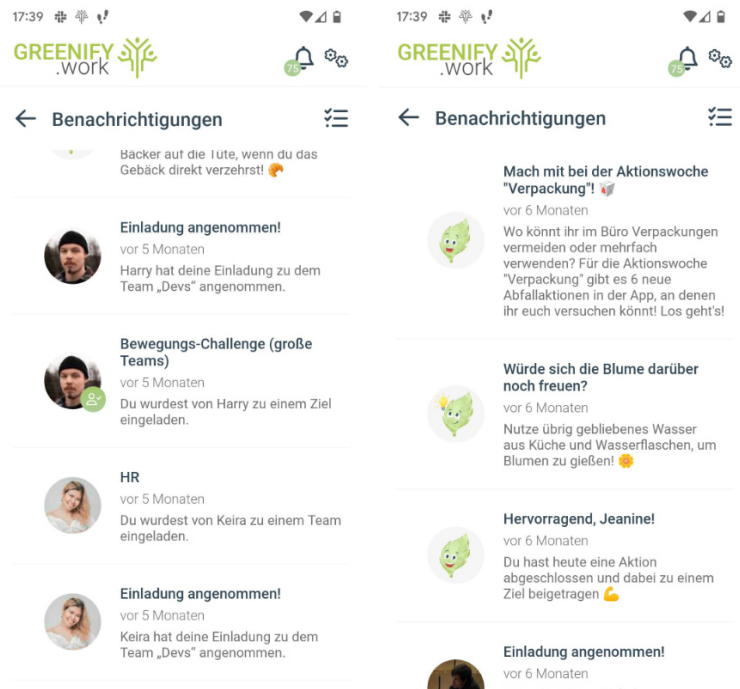 17:39
GREENIFY
.work
75
Benachrichtigungen
Bäcker auf die Tüte, wenn du das
Gebäck direkt verzehrst! 🥐
Einladung angenommen!
vor 5 Monaten
Harry hat deine Einladung zu dem
Team „Devs“ angenommen.
Bewegungs-Challenge (große
Teams)
vor 5 Monaten
Du wurdest von Harry zu einem Ziel
eingeladen.
HR
vor 5 Monaten
Du wurdest von Keira zu einem Team
eingeladen.
Einladung angenommen!
vor 5 Monaten
Keira hat deine Einladung zu dem
Team „Devs“ angenommen.
17:39
GREENIFY
.work
75
Benachrichtigungen
Mach mit bei der Aktionswoche
"Verpackung"! 🥡
vor 6 Monaten
Wo könnt ihr im Büro Verpackungen
vermeiden oder mehrfach
verwenden? Für die Aktionswoche
"Verpackung" gibt es 6 neue
Abfallaktionen in der App, an denen
ihr euch versuchen könnt! Los geht's!
Würde sich die Blume darüber
noch freuen?
vor 6 Monaten
Nutze übrig gebliebenes Wasser
aus Küche und Wasserflaschen, um
Blumen zu gießen! 🌼
Hervorragend, Jeanine!
vor 6 Monaten
Du hast heute eine Aktion
abgeschlossen und dabei zu einem
Ziel beigetragen 💪
Einladung angenommen!
vor 6 Monaten